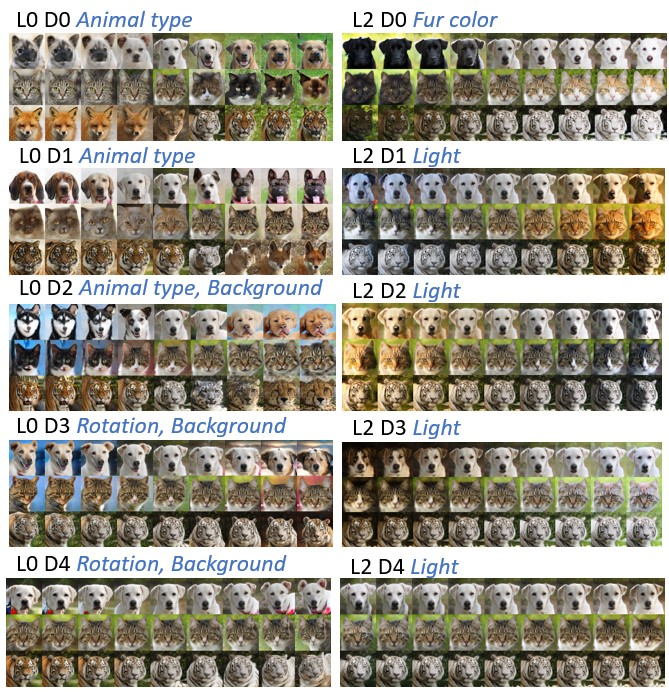 L0 D0 Animal type
L2 D0 Fur color
L0 D1 Animal type
L2 D1 Light
L0 D2 Animal type, Background
L2 D2 Light
L0 D3 Rotation, Background
L2 D3 Light
L0 D4 Rotation, Background
L2 D4 Light